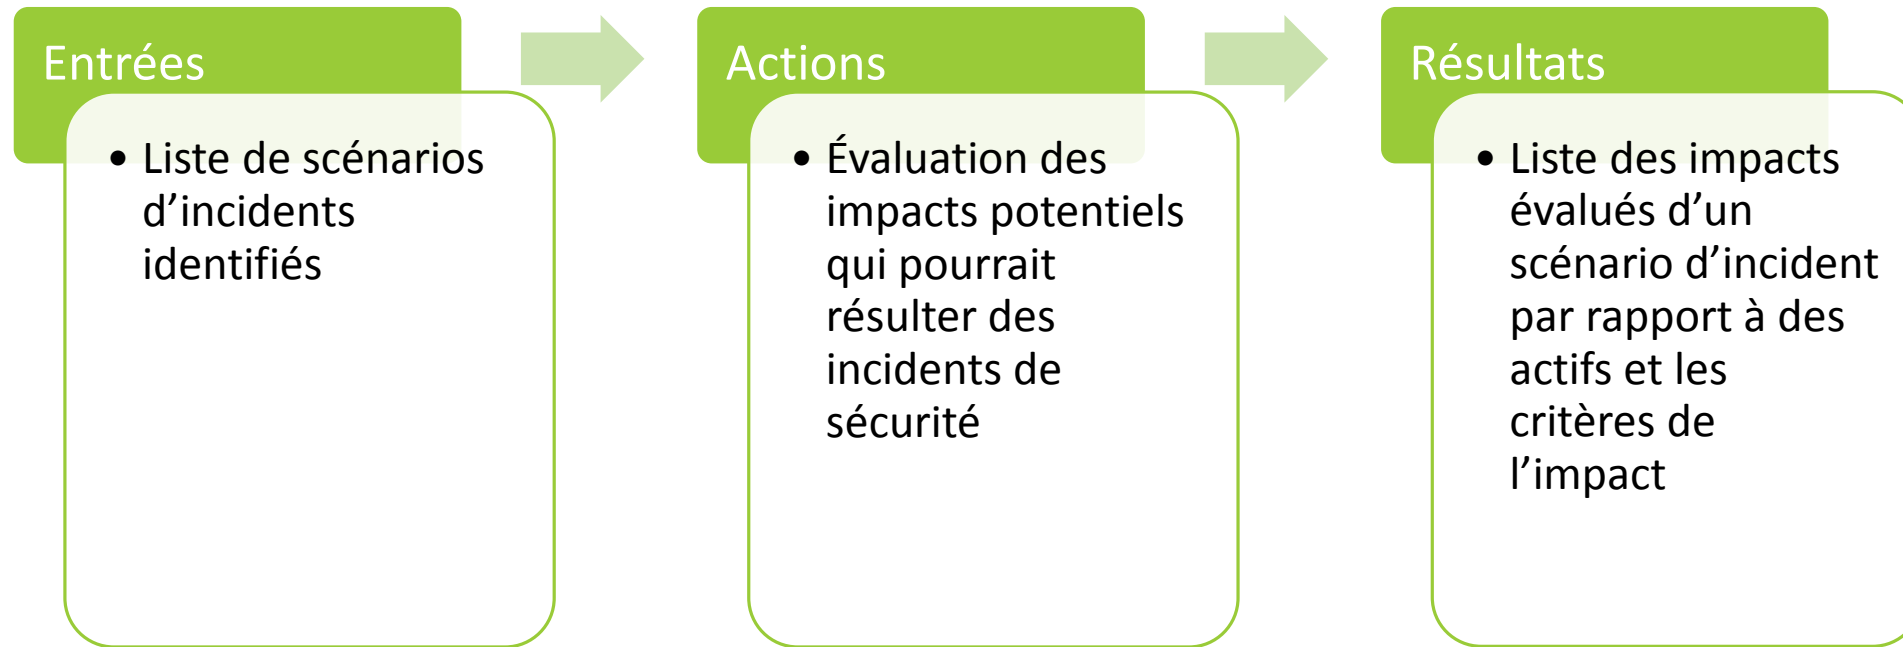 Entrées
• Liste de scénarios
d’incidents
identifiés
Actions
• Évaluation des
impacts potentiels
qui pourrait
résulter des
incidents de
sécurité
Résultats
• Liste des impacts
évalués d’un
scénario d’incident
par rapport à des
actifs et les
critères de
l’impact